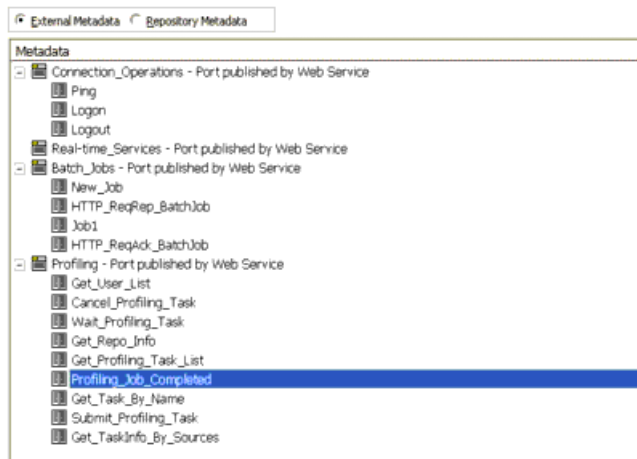 External Metadata Repository Metadata
Metadata
Connection_Operations - Port published by Web Service
Ping
Logon
Logout
Real-time_Services - Port published by Web Service
Batch_Jobs - Port published by Web Service
New_Job
HTTP_ReqRep_BatchJob
Job1
HTTP_ReqAck_BatchJob
Profiling - Port published by Web Service
Get_User_List
Cancel_Profiling_Task
Wait_Profiling_Task
Get_Repo_Info
Get_Profiling_Task_List
Profiling_Job_Completed
Get_Task_By_Name
Submit_Profiling_Task
Get_TaskInfo_By_Sources